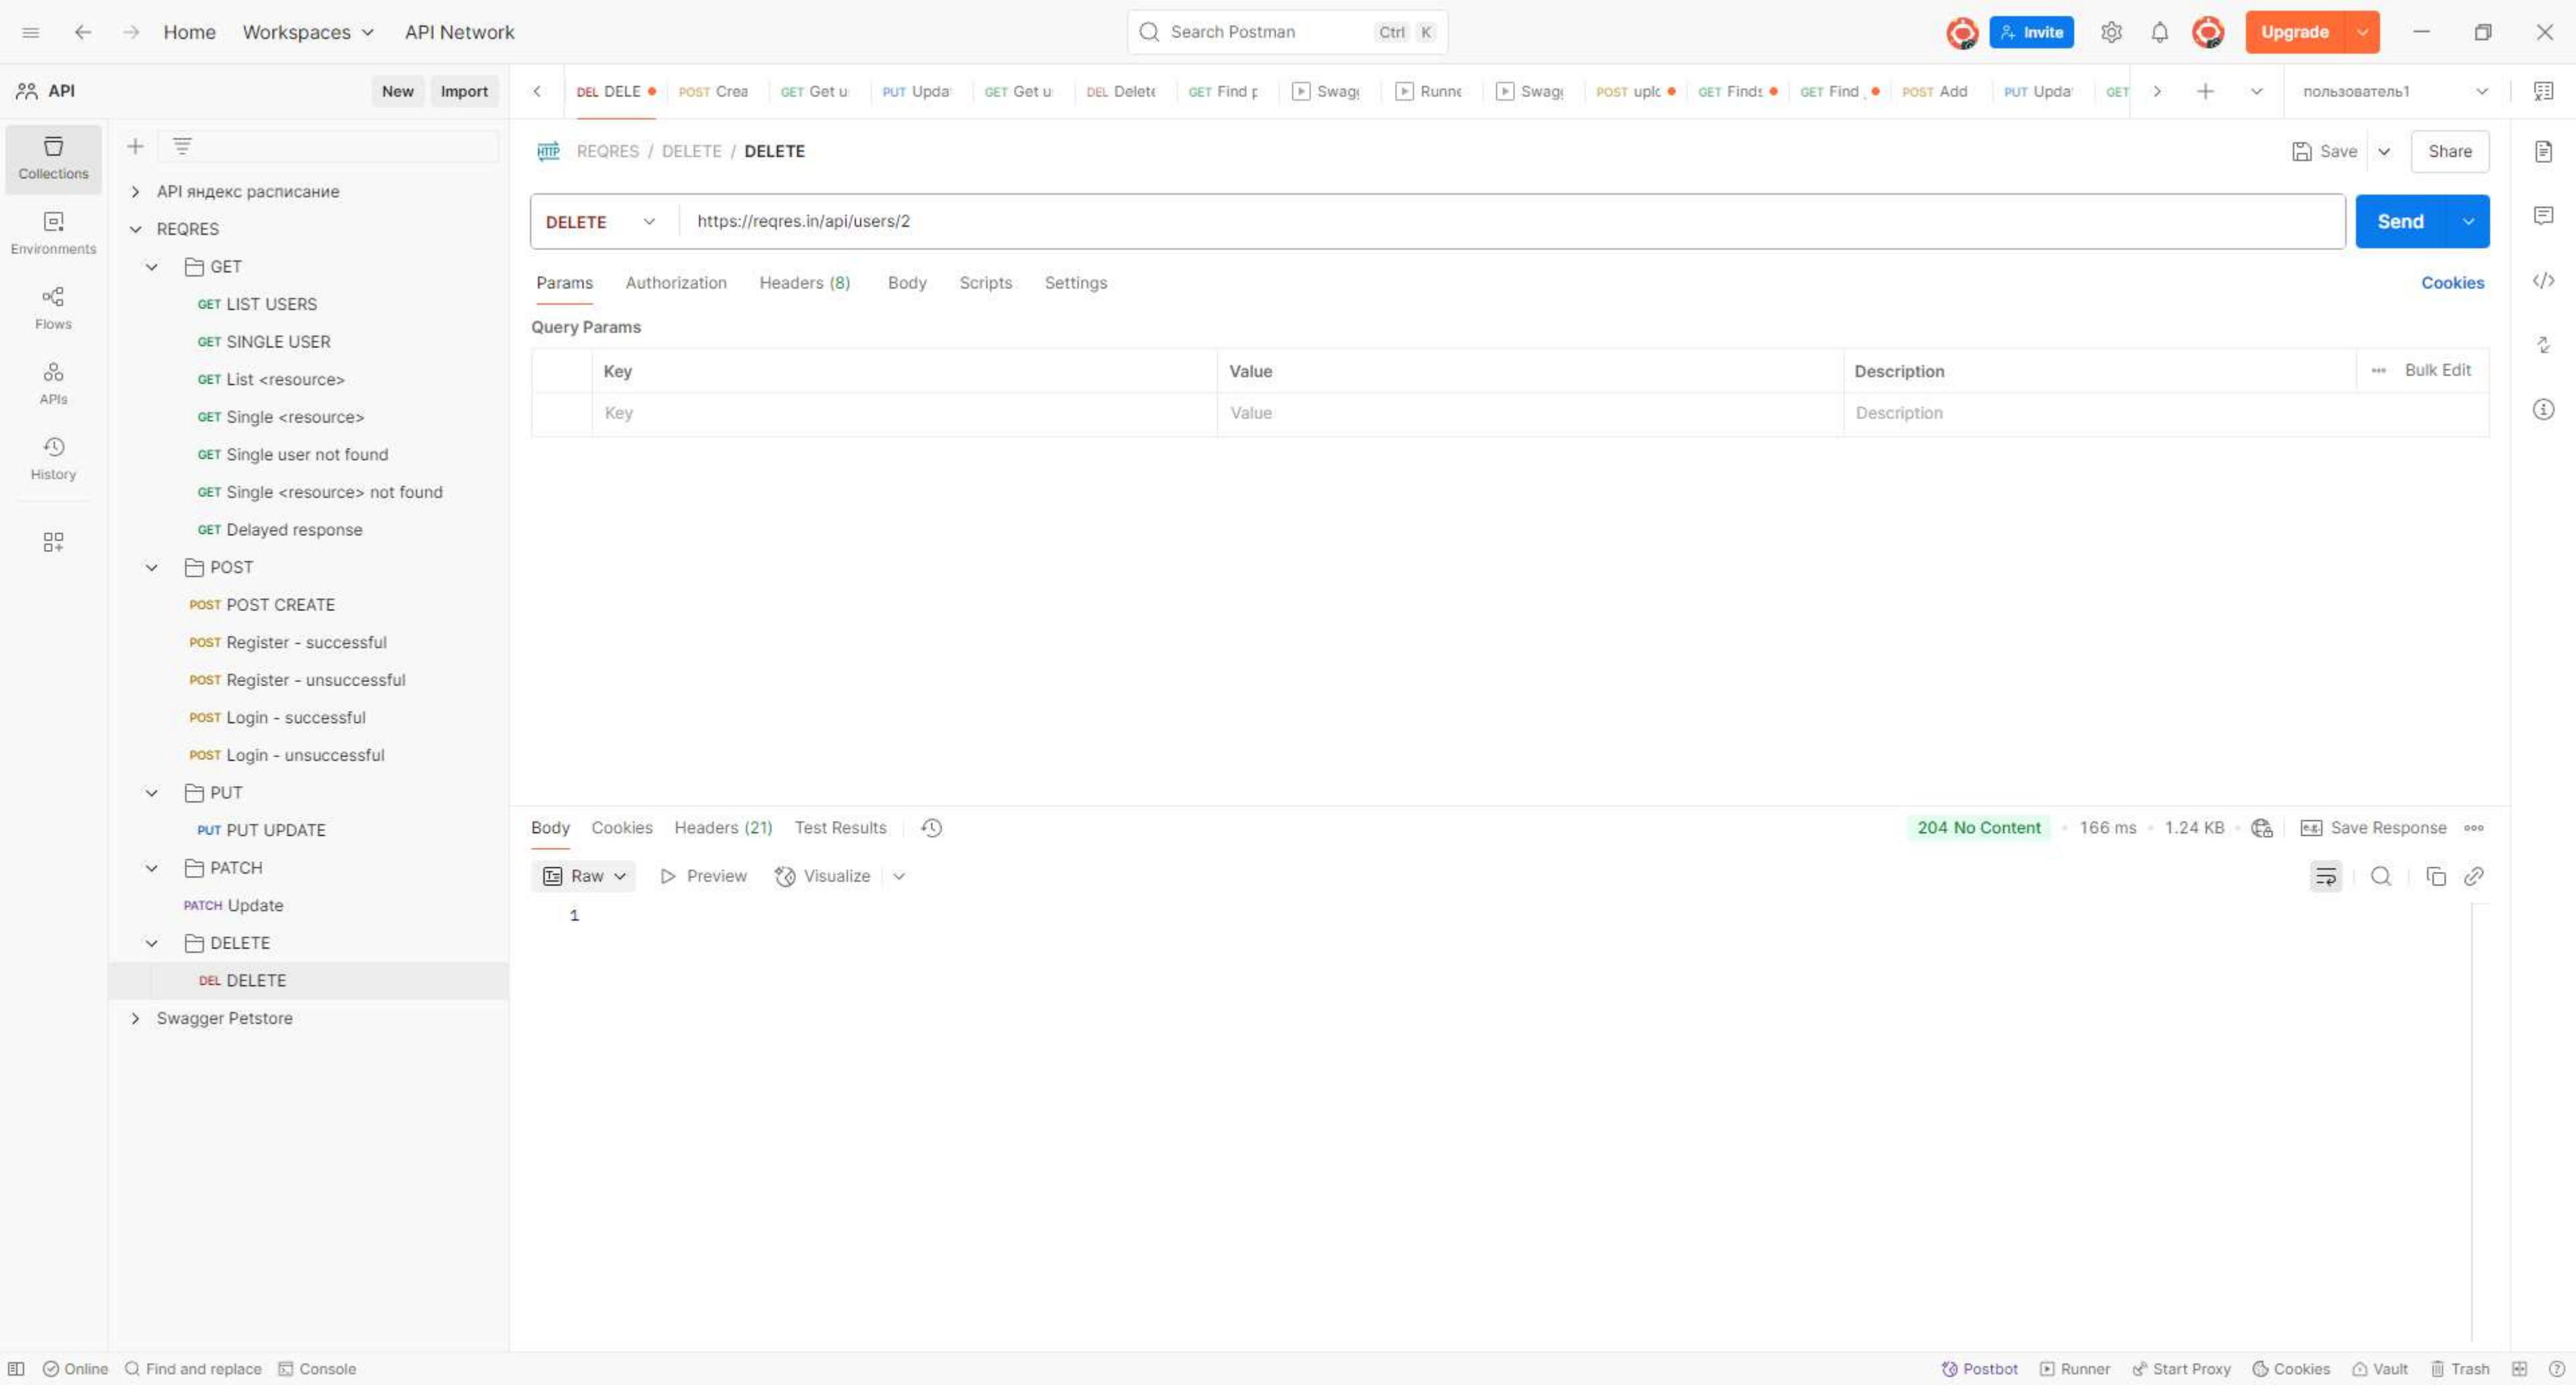 Home Workspaces API Network Search Postman Ctrl K Invite Upgrade
API New Import
DEL DELE POST Crea GET Get u PUT Upda GET Get u DEL Delete GET Find p Swagg Runne Swagg POST uplo GET Finds GET Find POST Add PUT Upda GET пользователь1
Collections
Environments
Flows
APIs
History
API яндекс расписание
REQRES
GET
GET LIST USERS
GET SINGLE USER
GET List <resource>
GET Single <resource>
GET Single user not found
GET Single <resource> not found
GET Delayed response
POST
POST POST CREATE
POST Register - successful
POST Register - unsuccessful
POST Login - successful
POST Login - unsuccessful
PUT
PUT PUT UPDATE
PATCH
PATCH Update
DELETE
DEL DELETE
Swagger Petstore
HTTP REQRES / DELETE / DELETE Save Share
DELETE https://reqres.in/api/users/2 Send
Params Authorization Headers (8) Body Scripts Settings Cookies
Query Params
Key Value Description Bulk Edit
Key Value Description
Body Cookies Headers (21) Test Results 204 No Content 166 ms 1.24 KB e.g. Save Response
Raw Preview Visualize
1
Online Find and replace Console Postbot Runner Start Proxy Cookies Vault Trash